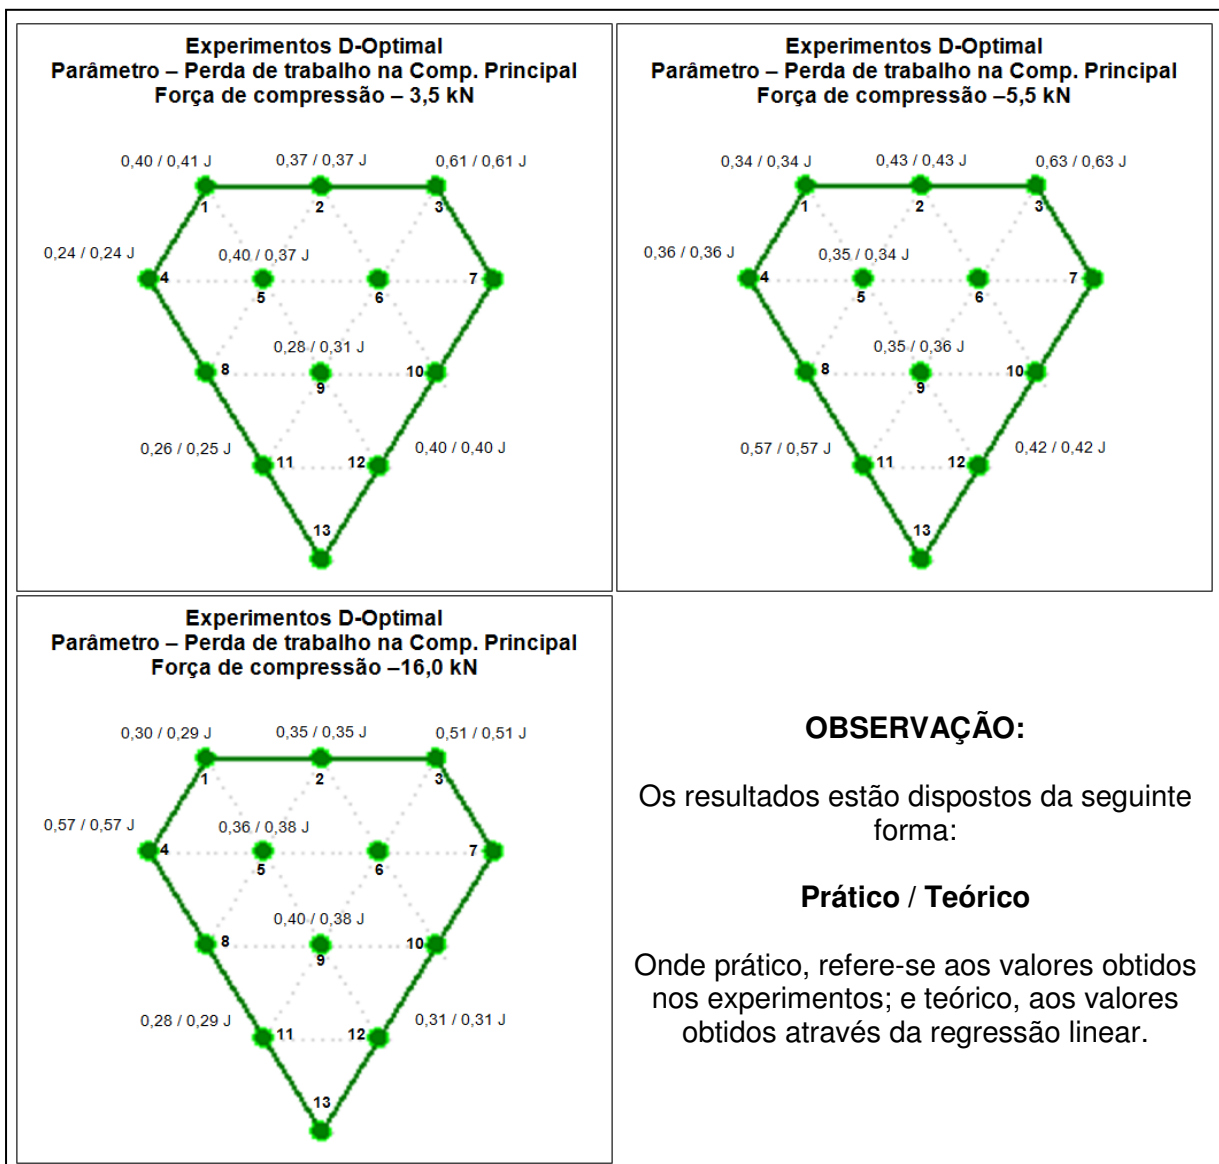 Experimentos D-Optimal
Parâmetro – Perda de trabalho na Comp. Principal
Força de compressão – 3,5 kN
0,40 / 0,41 J
0,37 / 0,37 J
0,61 / 0,61 J
1
2
3
0,24 / 0,24 J
0,40 / 0,37 J
4
5
6
7
0,28 / 0,31 J
8
9
10
0,26 / 0,25 J
0,40 / 0,40 J
11
12
13
Experimentos D-Optimal
Parâmetro – Perda de trabalho na Comp. Principal
Força de compressão –5,5 kN
0,34 / 0,34 J
0,43 / 0,43 J
0,63 / 0,63 J
1
2
3
0,36 / 0,36 J
0,35 / 0,34 J
4
5
6
7
0,35 / 0,36 J
8
9
10
0,57 / 0,57 J
0,42 / 0,42 J
11
12
13
Experimentos D-Optimal
Parâmetro – Perda de trabalho na Comp. Principal
Força de compressão –16,0 kN
0,30 / 0,29 J
0,35 / 0,35 J
0,51 / 0,51 J
1
2
3
0,57 / 0,57 J
0,36 / 0,38 J
4
5
6
7
0,40 / 0,38 J
8
9
10
0,28 / 0,29 J
0,31 / 0,31 J
11
12
13
OBSERVAÇÃO:
Os resultados estão dispostos da seguinte
forma:
Prático / Teórico
Onde prático, refere-se aos valores obtidos
nos experimentos; e teórico, aos valores
obtidos através da regressão linear.